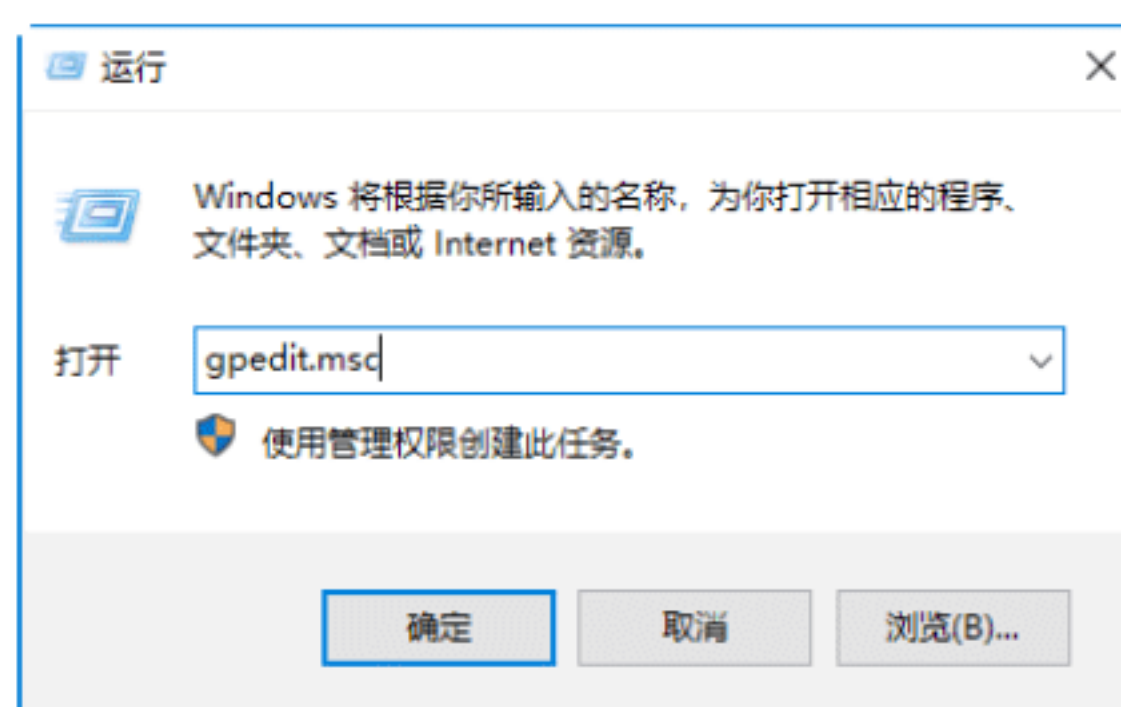 运行
Windows 将根据你所输入的名称，为你打开相应的程序、
文件夹、文档或 Internet 资源。
打开 gpedit.msc
使用管理权限创建此任务。
确定 取消 浏览(B)...